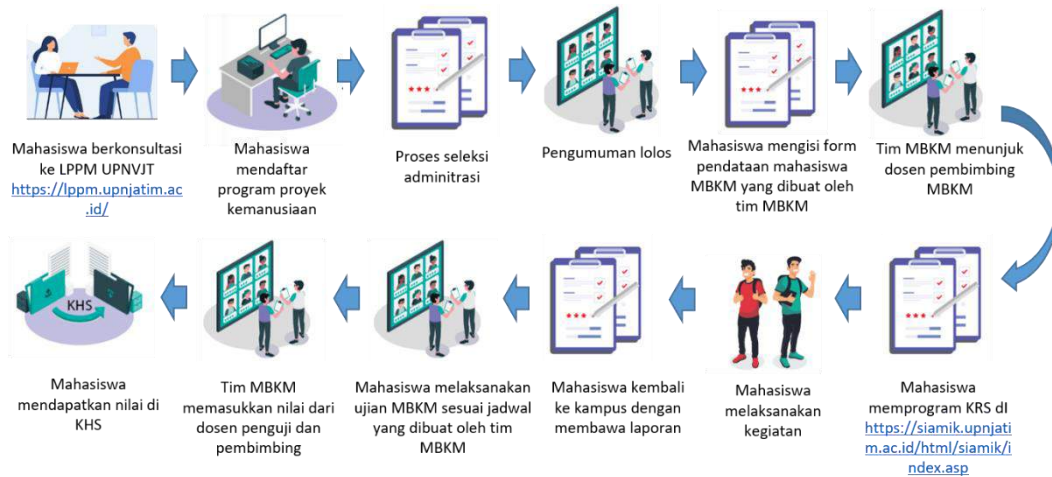 Mahasiswa berkonsultasi
ke LPPM UPNVJT
https://lppm.upnjatim.ac
.id/
Mahasiswa
mendaftar
program proyek
kemanusiaan
Proses seleksi
adminitrasi
Pengumuman lolos
Mahasiswa mengisi form
pendataan mahasiswa
MBKM yang dibuat oleh
tim MBKM
Tim MBKM menunjuk
dosen pembimbing
MBKM
Mahasiswa
memprogram KRS dI
https://siamik.upnjati
m.ac.id/html/siamik/i
ndex.asp
Mahasiswa
melaksanakan
kegiatan
Mahasiswa kembali
ke kampus dengan
membawa laporan
Mahasiswa melaksanakan
ujian MBKM sesuai jadwal
yang dibuat oleh tim
MBKM
Tim MBKM
memasukkan nilai dari
dosen penguji dan
pembimbing
KHS
Mahasiswa
mendapatkan nilai di
KHS